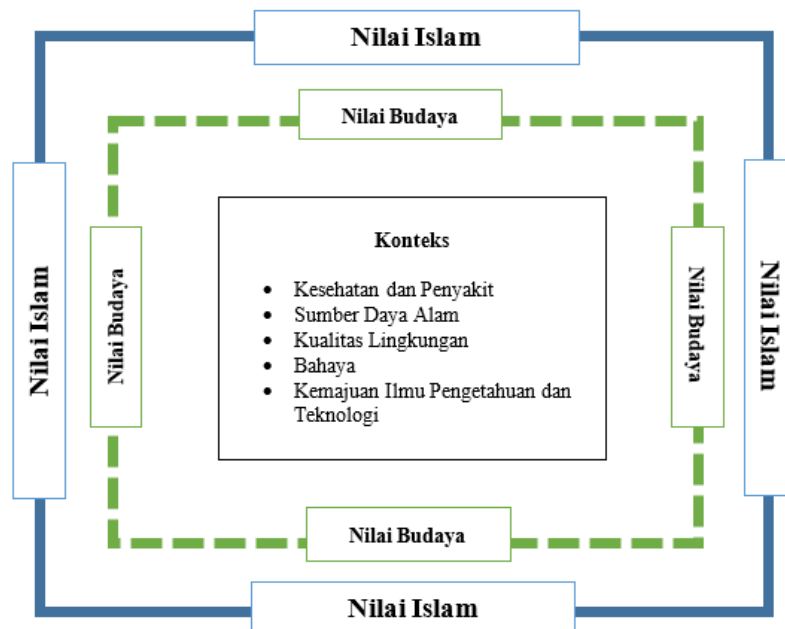 Nilai Islam
Nilai Budaya
Nilai Islam
Nilai Budaya
Konteks
• Kesehatan dan Penyakit
• Sumber Daya Alam
• Kualitas Lingkungan
• Bahaya
• Kemajuan Ilmu Pengetahuan dan
Teknologi
Nilai Budaya
Nilai Islam
Nilai Budaya
Nilai Islam